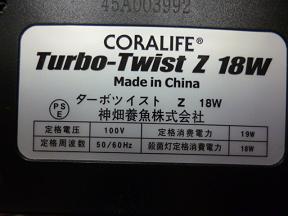 45A003992
CORALIFE®
Turbo-Twist Z 18W
Made in China
PS E
ターボツイスト Z 18W
神畑養魚株式会社
定格電圧 100V 定格消費電力 19W
定格周波数 50/60Hz 殺菌灯定格消費電力 18W